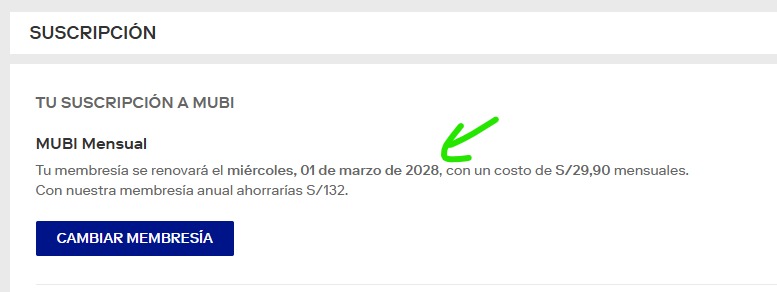 SUSCRIPCIÓN
TU SUSCRIPCIÓN A MUBI
MUBI Mensual
Tu membresía se renovará el miércoles, 01 de marzo de 2028, con un costo de S/29,90 mensuales.
Con nuestra membresía anual ahorrarías S/132.
CAMBIAR MEMBRESÍA